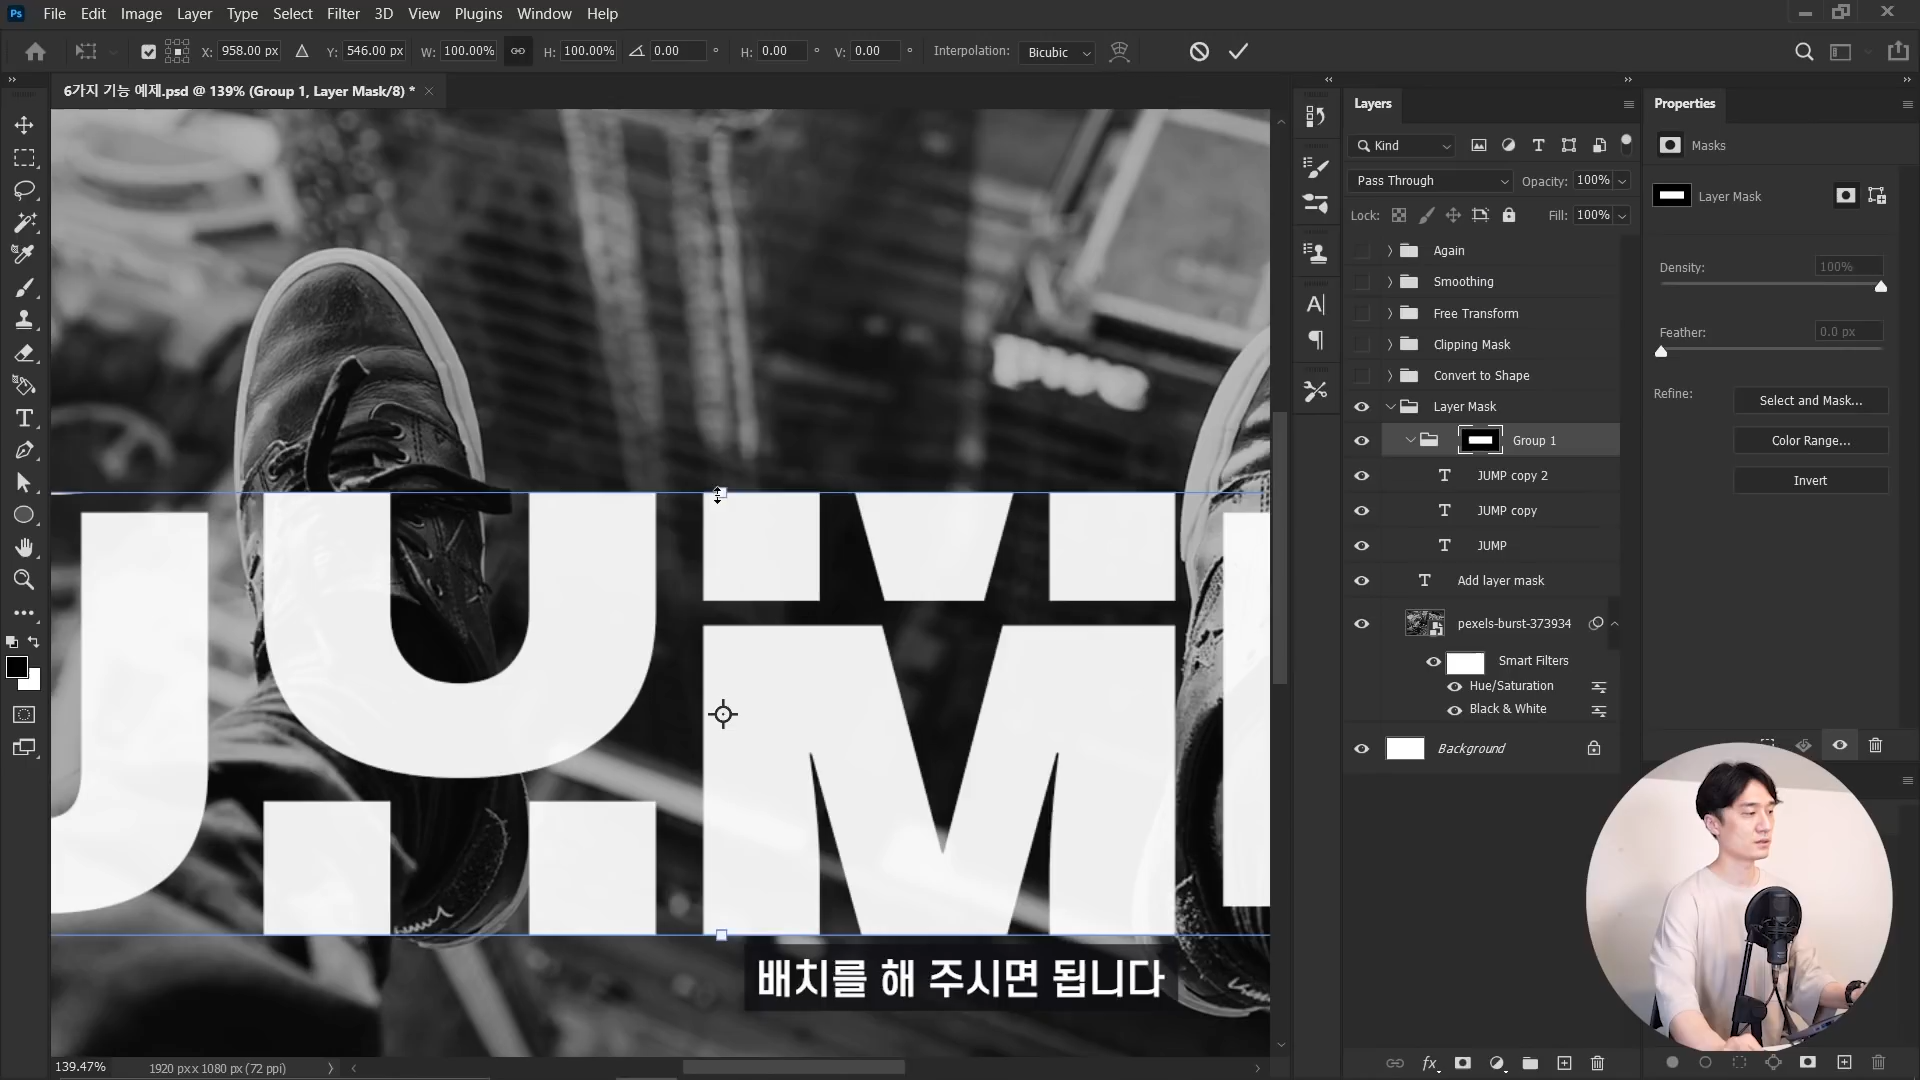 Ps File Edit Image Layer Type Select Filter 3D View Plugins Window Help
X: 958.00 px Y: 546.00 px W: 100.00% H: 100.00% 0.00 ° H: 0.00 ° V: 0.00 ° Interpolation: Bicubic
6가지 기능 예제.psd @ 139% (Group 1, Layer Mask/8) *
JUM
배치를 해 주시면 됩니다
139.47% 1920 px x 1080 px (72 ppi)
Layers
Kind
Pass Through Opacity: 100%
Lock: Fill: 100%
Again
Smoothing
Free Transform
Clipping Mask
Convert to Shape
Layer Mask
Group 1
T JUMP copy 2
T JUMP copy
T JUMP
T Add layer mask
pexels-burst-373934
Smart Filters
Hue/Saturation
Black & White
Background
fx
Properties
Masks
Layer Mask
Density: 100%
Feather: 0.0 px
Refine: Select and Mask...
Color Range...
Invert